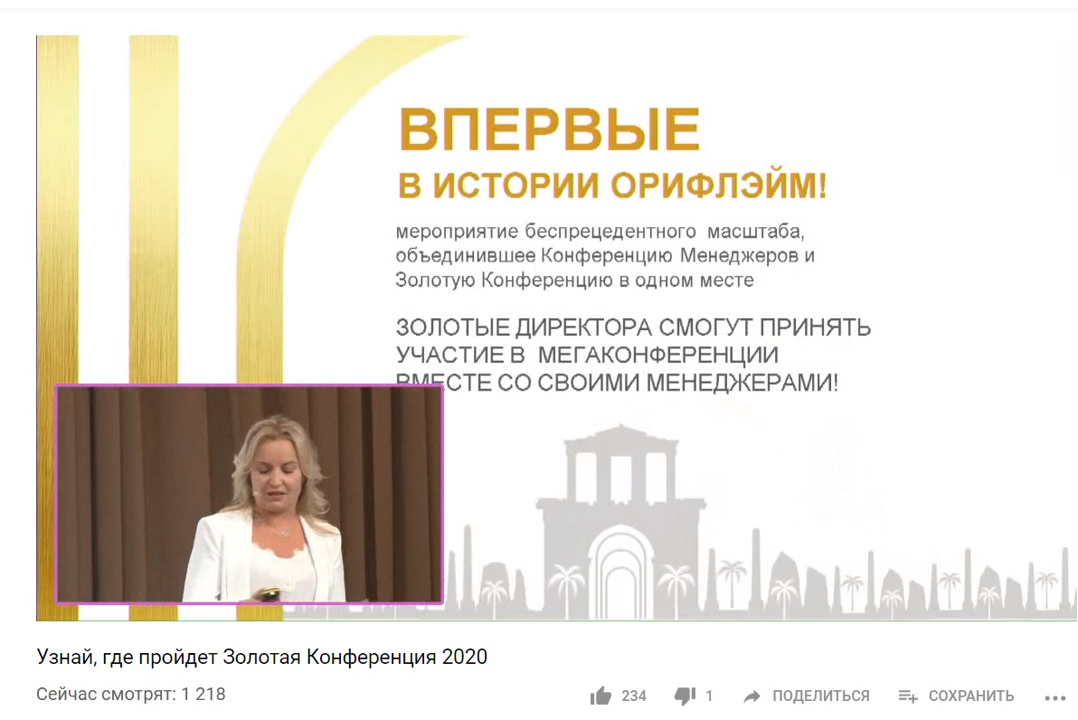 ВПЕРВЫЕ
В ИСТОРИИ ОРИФЛЭЙМ!
мероприятие беспрецедентного масштаба,
объединившее Конференцию Менеджеров и
Золотую Конференцию в одном месте
ЗОЛОТЫЕ ДИРЕКТОРА СМОГУТ ПРИНЯТЬ
УЧАСТИЕ В МЕГАКОНФЕРЕНЦИИ
ВМЕСТЕ СО СВОИМИ МЕНЕДЖЕРАМИ!
Узнай, где пройдет Золотая Конференция 2020
Сейчас смотрят: 1 218
234 1 ПОДЕЛИТЬСЯ СОХРАНИТЬ